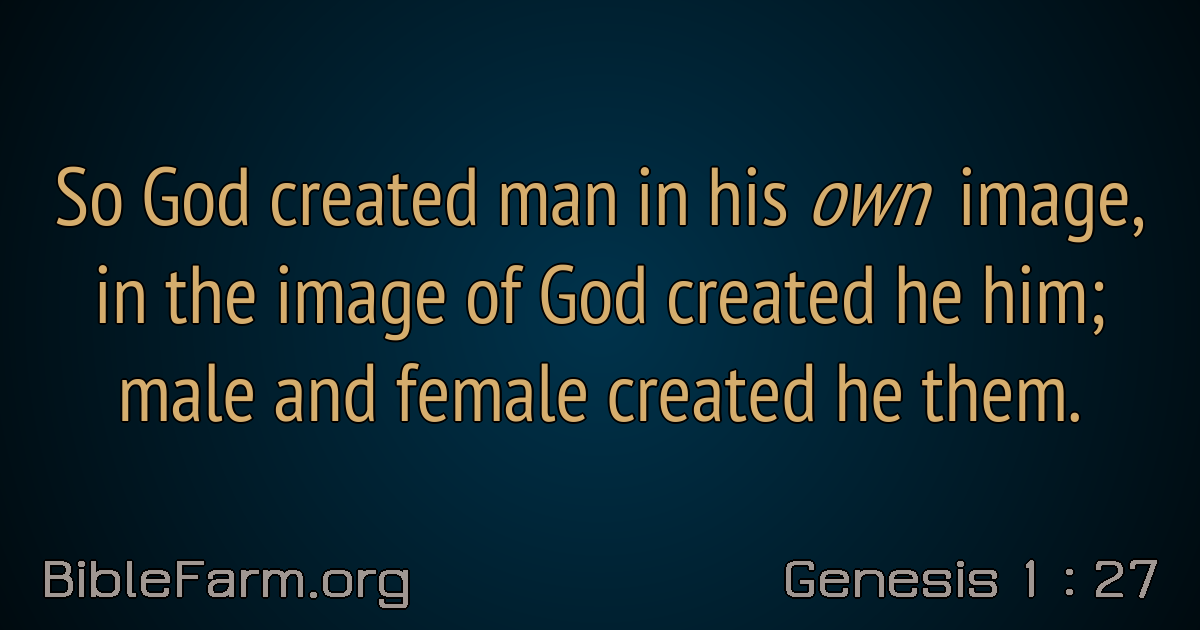 So God created man in his own image,
in the image of God created he him;
male and female created he them.
BibleFarm.org
Genesis 1 : 27